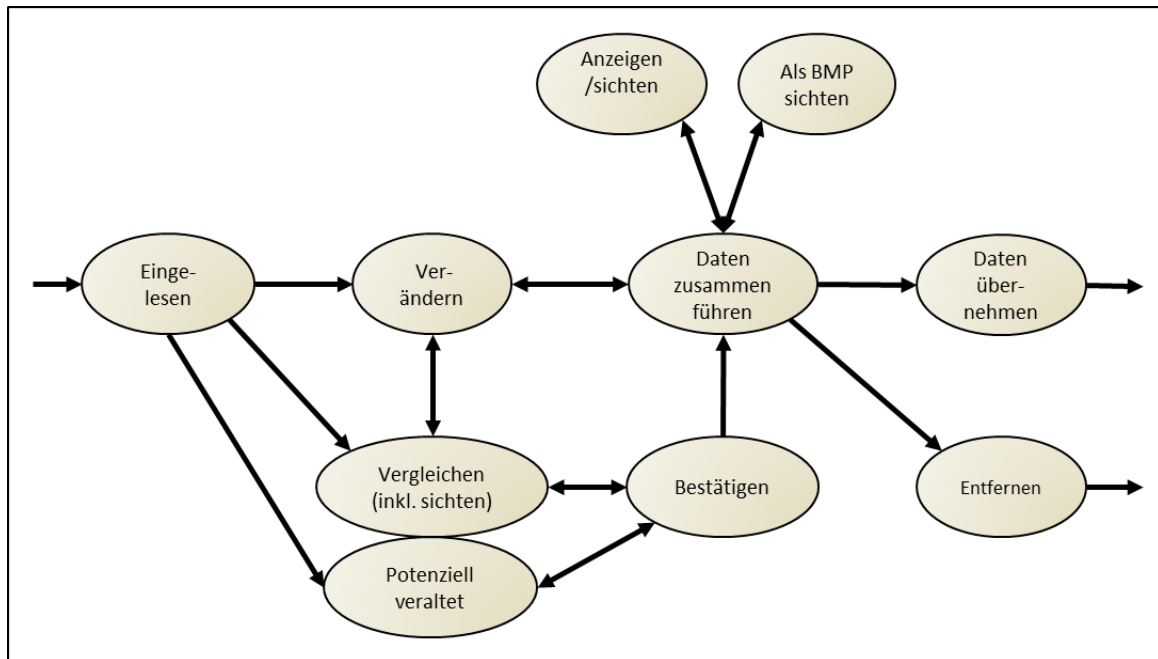 Anzeigen
/sichten
Als BMP
sichten
Einge-
lesen
Ver-
ändern
Daten
zusammen
führen
Daten
über-
nehmen
Vergleichen
(inkl. sichten)
Bestätigen
Entfernen
Potenziell
veraltet